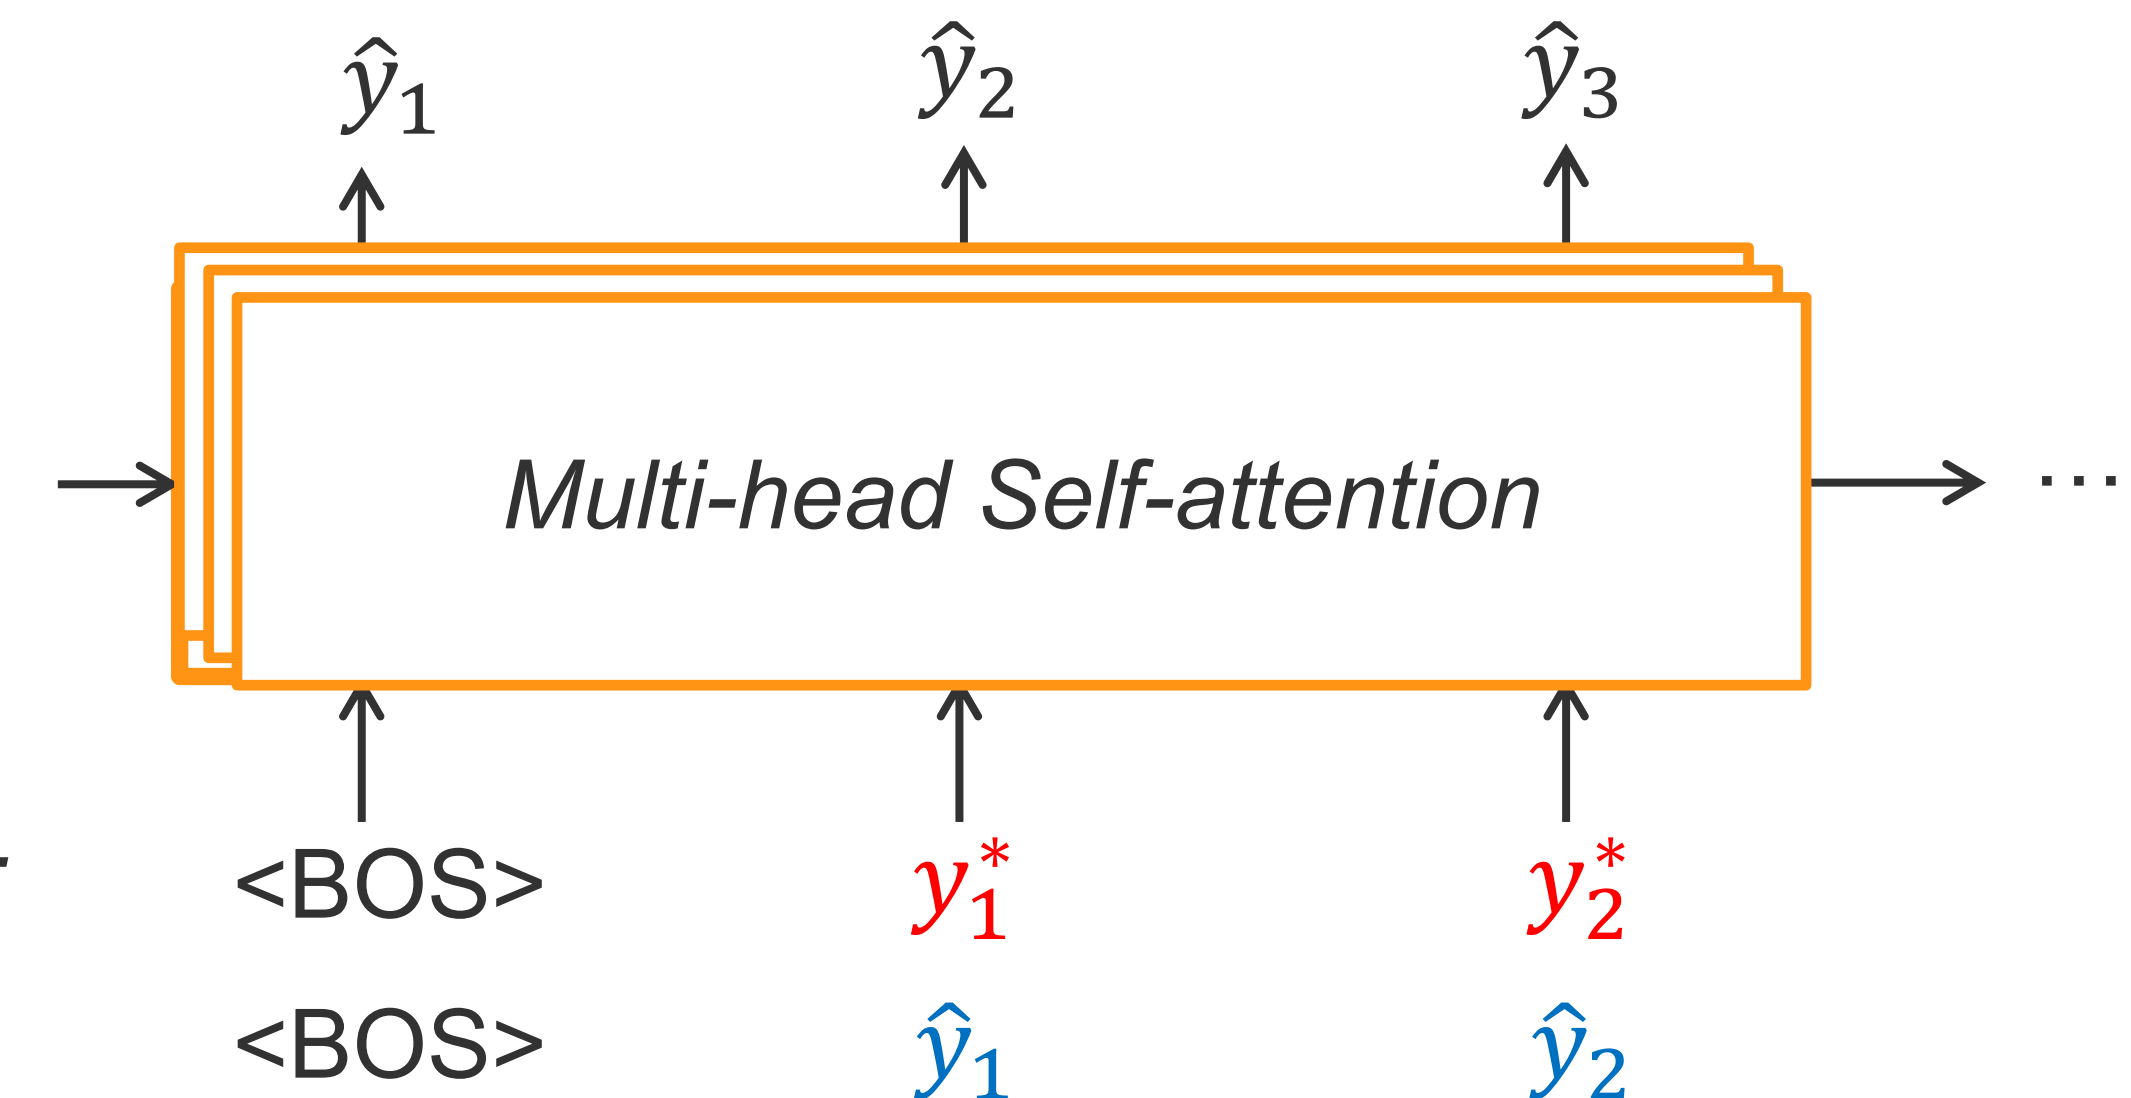 ŷ₁ ŷ₂ ŷ₃
Multi-head Self-attention ...
<BOS> y₁* y₂*
<BOS> ŷ₁ ŷ₂